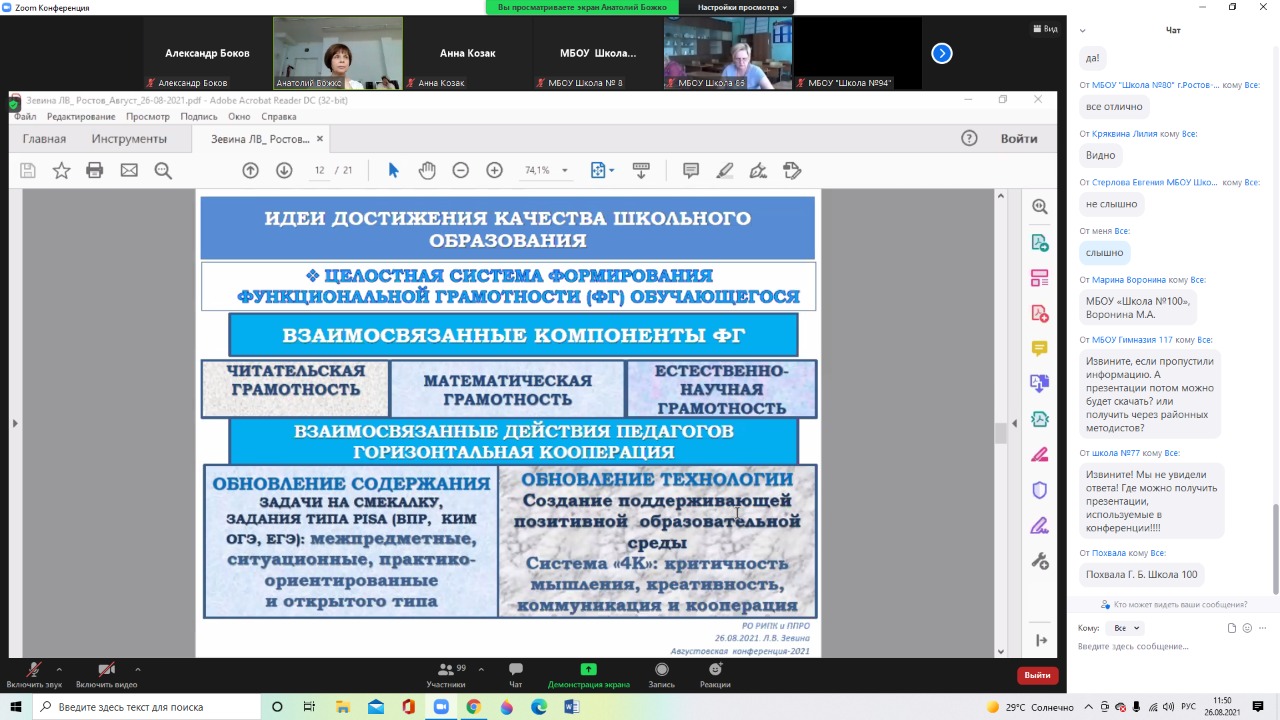 Zoom Конференция
Вы просматриваете экран Анатолий Божко
Настройки просмотра
Вид
Александр Боков
Анна Козак
МБОУ Школа...
Александр Боков
Анатолий Божко
Анна Козак
МБОУ Школа № 8
МБОУ Школа 65
МБОУ "Школа №94"
Зевина ЛВ_ Ростов_Август_26-08-2021.pdf - Adobe Acrobat Reader DC (32-bit)
Файл Редактирование Просмотр Подпись Окно Справка
Главная Инструменты Зевина ЛВ_ Ростов... × Войти
12 / 21 74,1%
ИДЕИ ДОСТИЖЕНИЯ КАЧЕСТВА ШКОЛЬНОГО
ОБРАЗОВАНИЯ
❖ ЦЕЛОСТНАЯ СИСТЕМА ФОРМИРОВАНИЯ
ФУНКЦИОНАЛЬНОЙ ГРАМОТНОСТИ (ФГ) ОБУЧАЮЩЕГОСЯ
ВЗАИМОСВЯЗАННЫЕ КОМПОНЕНТЫ ФГ
ЧИТАТЕЛЬСКАЯ
ГРАМОТНОСТЬ
МАТЕМАТИЧЕСКАЯ
ГРАМОТНОСТЬ
ЕСТЕСТВЕННО-
НАУЧНАЯ
ГРАМОТНОСТЬ
ВЗАИМОСВЯЗАННЫЕ ДЕЙСТВИЯ ПЕДАГОГОВ
ГОРИЗОНТАЛЬНАЯ КООПЕРАЦИЯ
ОБНОВЛЕНИЕ СОДЕРЖАНИЯ
ЗАДАЧИ НА СМЕКАЛКУ,
ЗАДАНИЯ ТИПА PISA (ВПР, КИМ
ОГЭ, ЕГЭ): межпредметные,
ситуационные, практико-
ориентированные
и открытого типа
ОБНОВЛЕНИЕ ТЕХНОЛОГИИ
Создание поддерживающей
позитивной образовательной
среды
Система «4К»: критичность
мышления, креативность,
коммуникация и кооперация
РО РИПК и ППРО
26.08.2021. Л.В. Зевина
Августовская конференция-2021
Чат
да!
От МБОУ "Школа №80" г.Ростов-... кому Все:
все отлично
От Кряквина Лилия кому Все:
Видно
От Стерлова Евгения МБОУ Шко... кому Все:
не слышно
От меня Все:
слышно
От Марина Воронина кому Все:
МБОУ «Школа №100»,
Воронина М.А.
От МБОУ Гимназия 117 кому Все:
Извините, если пропустили
информацию. А
презентации потом можно
будет скачать? или
получить через районных
методистов?
От школа №77 кому Все:
Извините! Мы не увидели
ответа! Где можно получить
презентации,
используемые в
конференции!!!!
От Похвала кому Все:
Похвала Г. Б. Школа 100
Кто может видеть ваши сообщения?
Кому: Все
Введите здесь сообщение...
Включить звук
Включить видео
99
Участники
Чат
Демонстрация экрана
Запись
Реакции
Выйти
Введите здесь текст для поиска
29°C Солнечно
РУС
11:50
26.08.2021